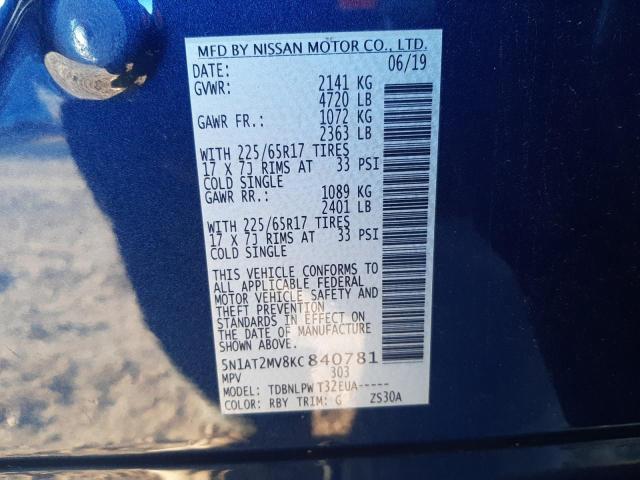 MFD BY NISSAN MOTOR CO., LTD.
DATE: 06/19
GVWR: 2141 KG
4720 LB
GAWR FR.: 1072 KG
2363 LB
WITH 225/65R17 TIRES
17 X 7J RIMS AT 33 PSI
COLD SINGLE
GAWR RR.: 1089 KG
2401 LB
WITH 225/65R17 TIRES
17 X 7J RIMS AT 33 PSI
COLD SINGLE
THIS VEHICLE CONFORMS TO
ALL APPLICABLE FEDERAL
MOTOR VEHICLE SAFETY AND
THEFT PREVENTION
STANDARDS IN EFFECT ON
THE DATE OF MANUFACTURE
SHOWN ABOVE.
5N1AT2MV8KC840781
MPV 303
MODEL: TDBNLPW T32EUA-----
COLOR: RBY TRIM: G ZS30A